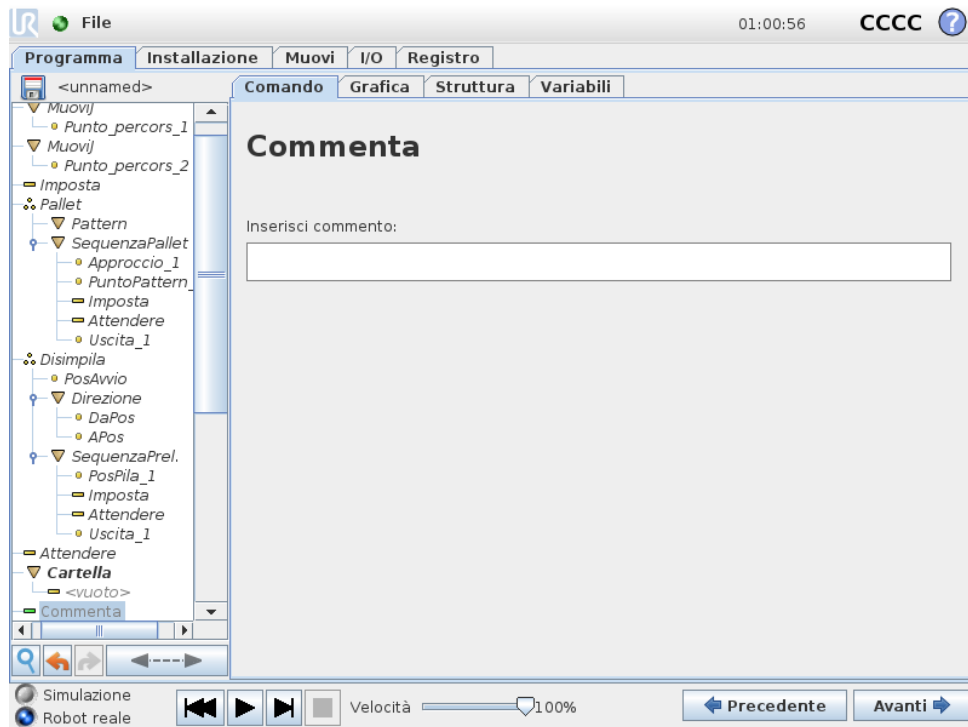 UR File 01:00:56 CCCC ?
Programma Installazione Muovi I/O Registro
<unnamed>
Comando Grafica Struttura Variabili
MuoviJ
Punto_percors_1
MuoviJ
Punto_percors_2
Imposta
Pallet
Pattern
SequenzaPallet
Approccio_1
PuntoPattern_
Imposta
Attendere
Uscita_1
Disimpila
PosAvvio
Direzione
DaPos
APos
SequenzaPrel.
PosPila_1
Imposta
Attendere
Uscita_1
Attendere
Cartella
<vuoto>
Commenta
Commenta
Inserisci commento:
Simulazione
Robot reale
Velocità 100%
Precedente Avanti